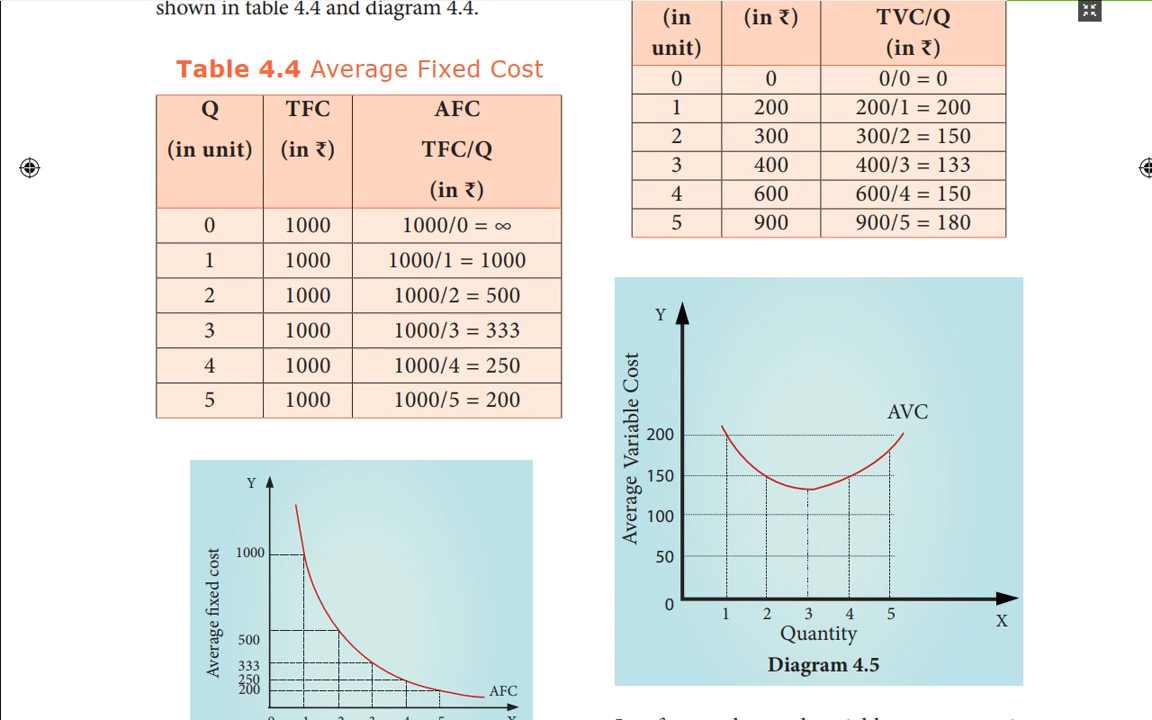 shown in table 4.4 and diagram 4.4.
Table 4.4 Average Fixed Cost
Q TFC AFC
(in unit) (in ₹) TFC/Q
(in ₹)
0 1000 1000/0 = ∞
1 1000 1000/1 = 1000
2 1000 1000/2 = 500
3 1000 1000/3 = 333
4 1000 1000/4 = 250
5 1000 1000/5 = 200
Y
Average fixed cost
1000
500
333
250
200
AFC
(in (in ₹) TVC/Q
unit) (in ₹)
0 0 0/0 = 0
1 200 200/1 = 200
2 300 300/2 = 150
3 400 400/3 = 133
4 600 600/4 = 150
5 900 900/5 = 180
Y
Average Variable Cost
AVC
200
150
100
50
0
1 2 3 4 5
X
Quantity
Diagram 4.5